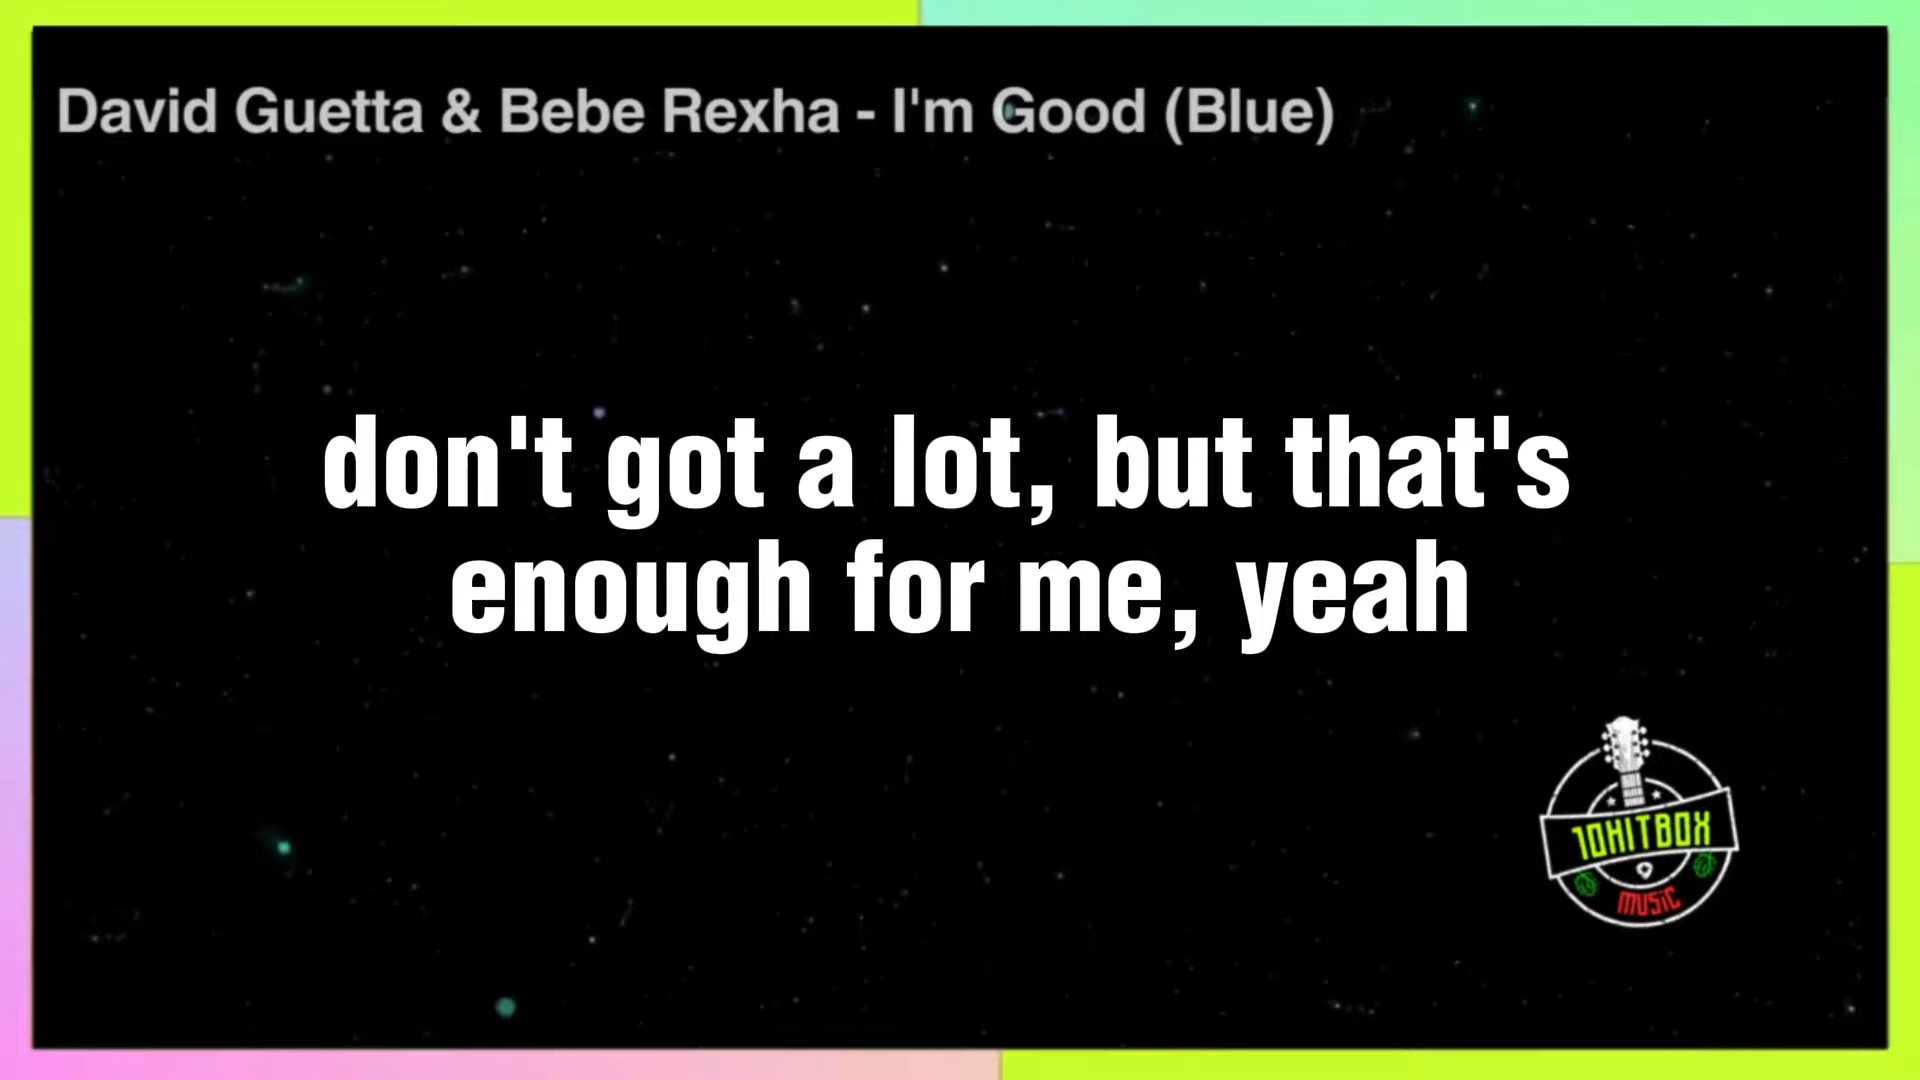 David Guetta & Bebe Rexha - I'm Good (Blue)
don't got a lot, but that's
enough for me, yeah
10HITBOX
MUSIC